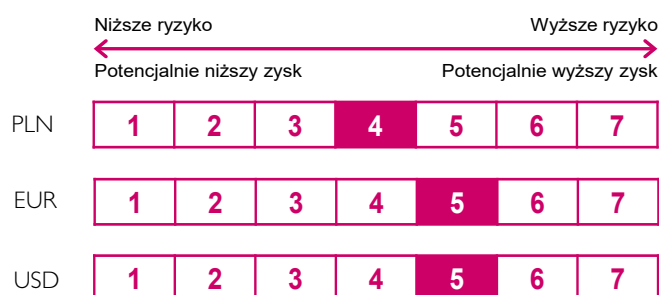 Niższe ryzyko Wyższe ryzyko
Potencjalnie niższy zysk Potencjalnie wyższy zysk
PLN 1 2 3 4 5 6 7
EUR 1 2 3 4 5 6 7
USD 1 2 3 4 5 6 7